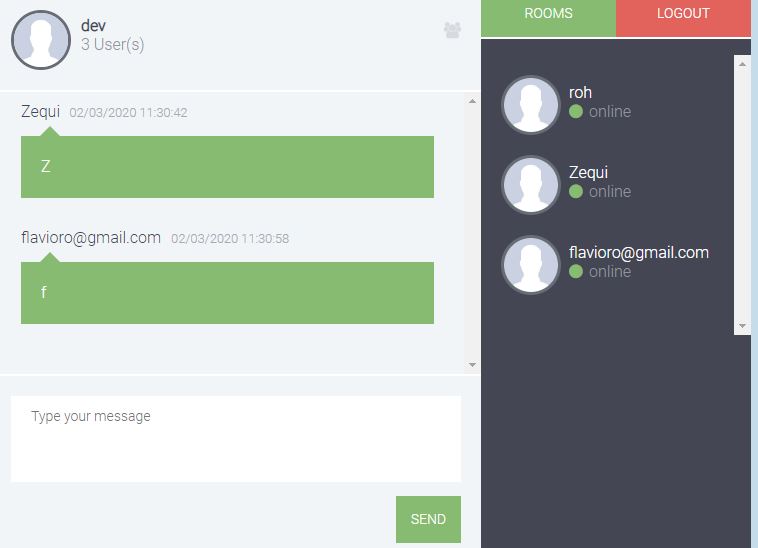 dev
3 User(s)
Zequi 02/03/2020 11:30:42
Z
flavioro@gmail.com 02/03/2020 11:30:58
f
Type your message
SEND
ROOMS LOGOUT
roh
online
Zequi
online
flavioro@gmail.com
online